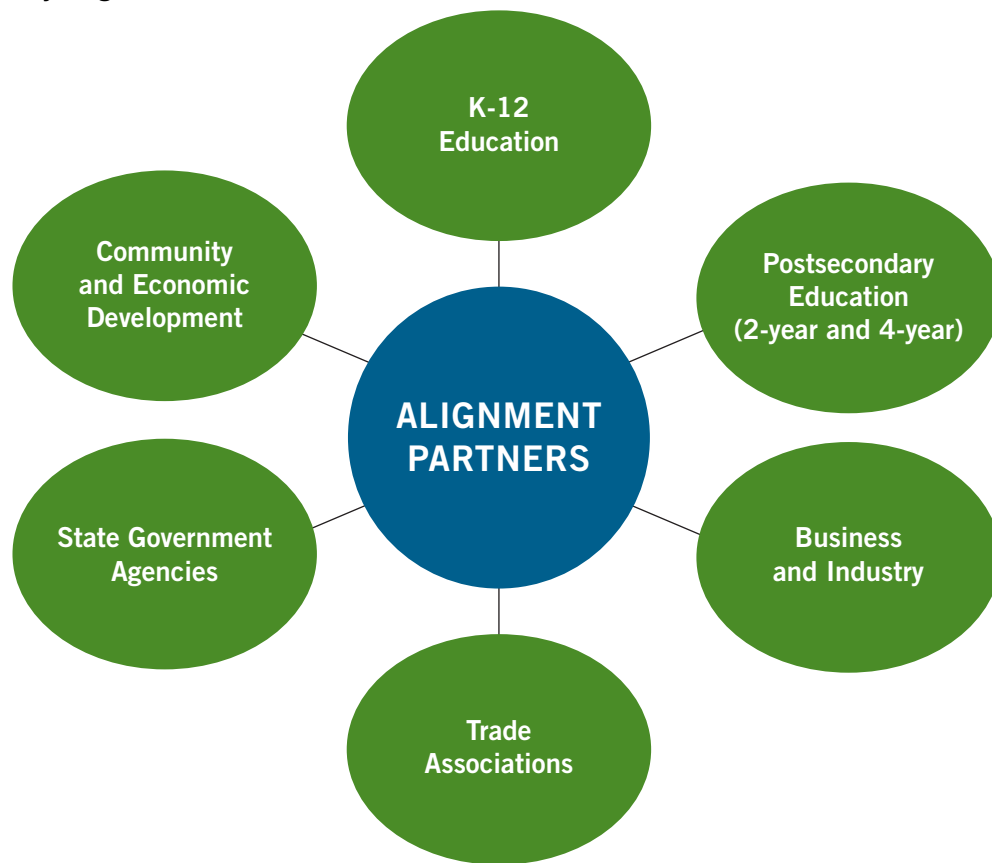 K-12
Education
Community
and Economic
Development
Postsecondary
Education
(2-year and 4-year)
ALIGNMENT
PARTNERS
State Government
Agencies
Business
and Industry
Trade
Associations